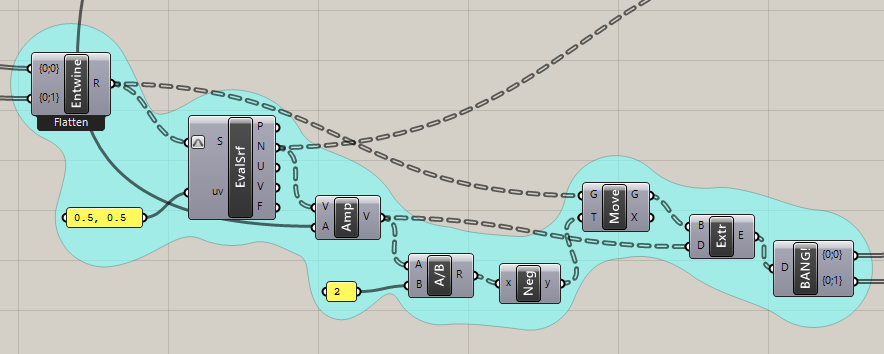 {0;0}
{0;1}
Entwine
R
Flatten
0.5, 0.5
S
uv
EvalSrf
P
N
U
V
F
V
A
Amp
V
2
A
B
A/B
R
x
Neg
y
G
T
Move
G
X
B
D
Extr
E
D
BANG!
{0;0}
{0;1}